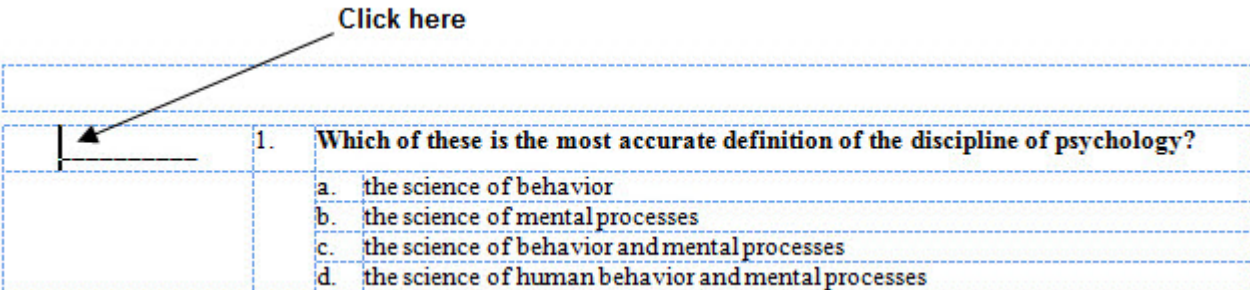 Click here
__________ 1. Which of these is the most accurate definition of the discipline of psychology?
a. the science of behavior
b. the science of mental processes
c. the science of behavior and mental processes
d. the science of human behavior and mental processes